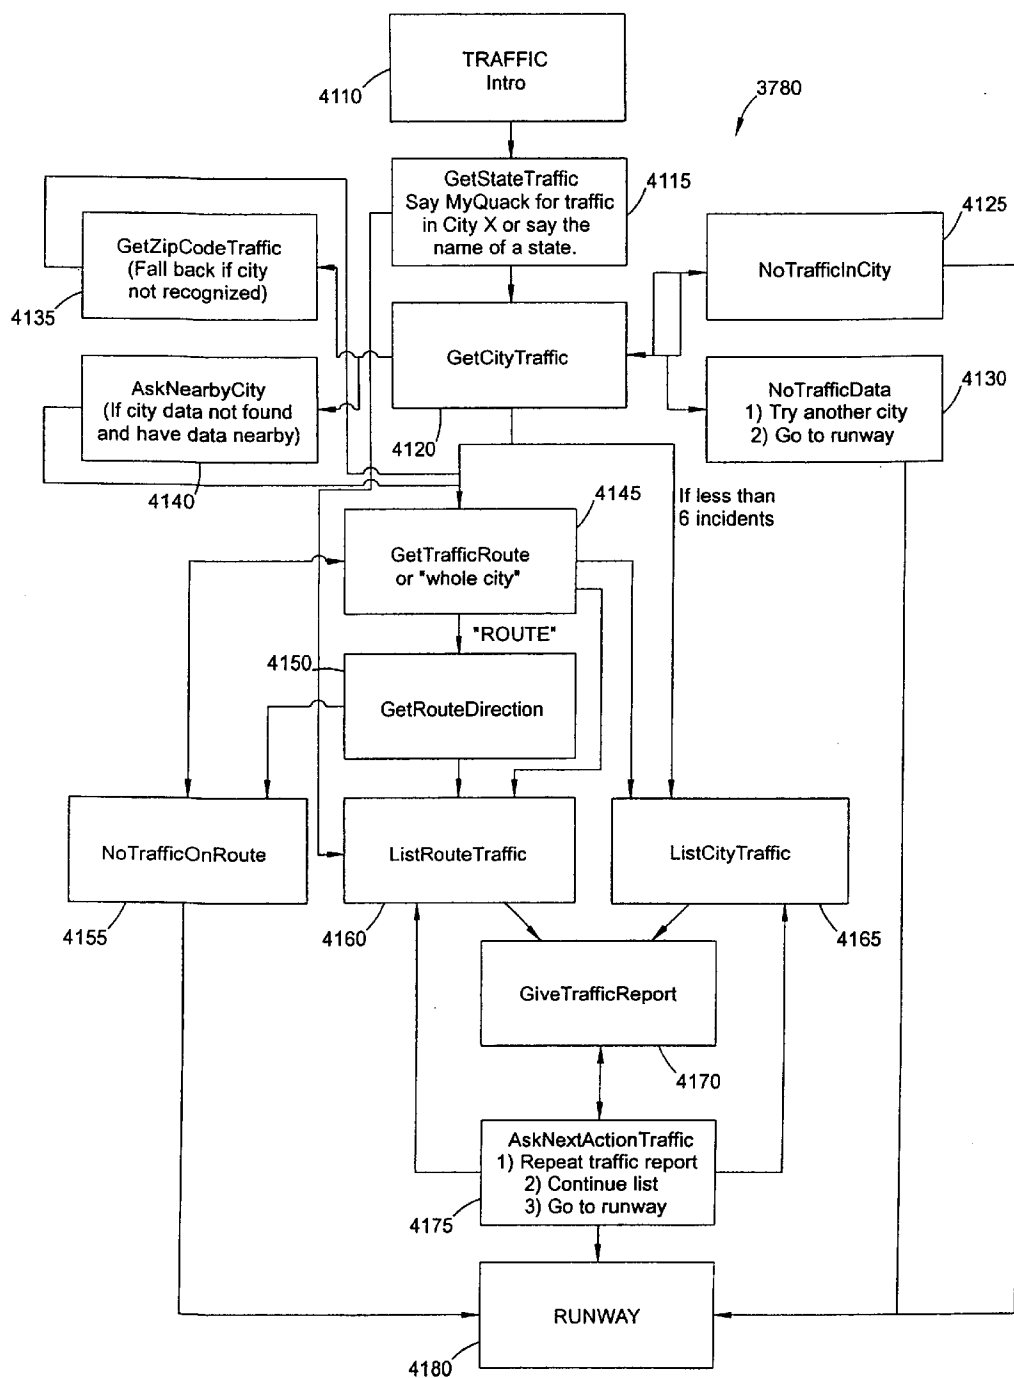 TRAFFIC
Intro
4110
3780
GetStateTraffic
Say MyQuack for traffic
in City X or say the
name of a state.
4115
4125
GetZipCodeTraffic
(Fall back if city
not recognized)
4135
NoTrafficInCity
GetCityTraffic
4120
AskNearbyCity
(If city data not found
and have data nearby)
4140
NoTrafficData
1) Try another city
2) Go to runway
4130
4145
If less than
6 incidents
GetTrafficRoute
or "whole city"
"ROUTE"
4150
GetRouteDirection
NoTrafficOnRoute
4155
ListRouteTraffic
4160
ListCityTraffic
4165
GiveTrafficReport
4170
AskNextActionTraffic
1) Repeat traffic report
2) Continue list
3) Go to runway
4175
RUNWAY
4180